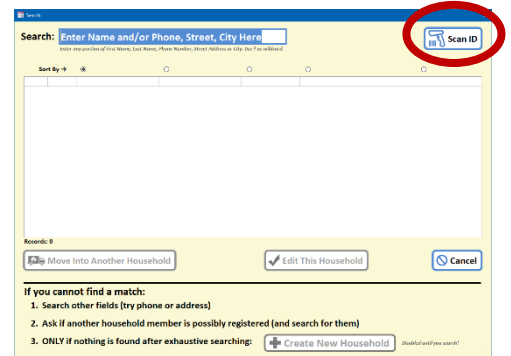 Search
Search: Enter Name and/or Phone, Street, City Here
Scan ID
Enter any portion of First Name, Last Name, Phone Number, Street Address or City. Use * as wildcard.
Sort By →
Records: 0
Move Into Another Household
Edit This Household
Cancel
If you cannot find a match:
1. Search other fields (try phone or address)
2. Ask if another household member is possibly registered (and search for them)
3. ONLY if nothing is found after exhaustive searching:
Create New Household
Disabled until you search!